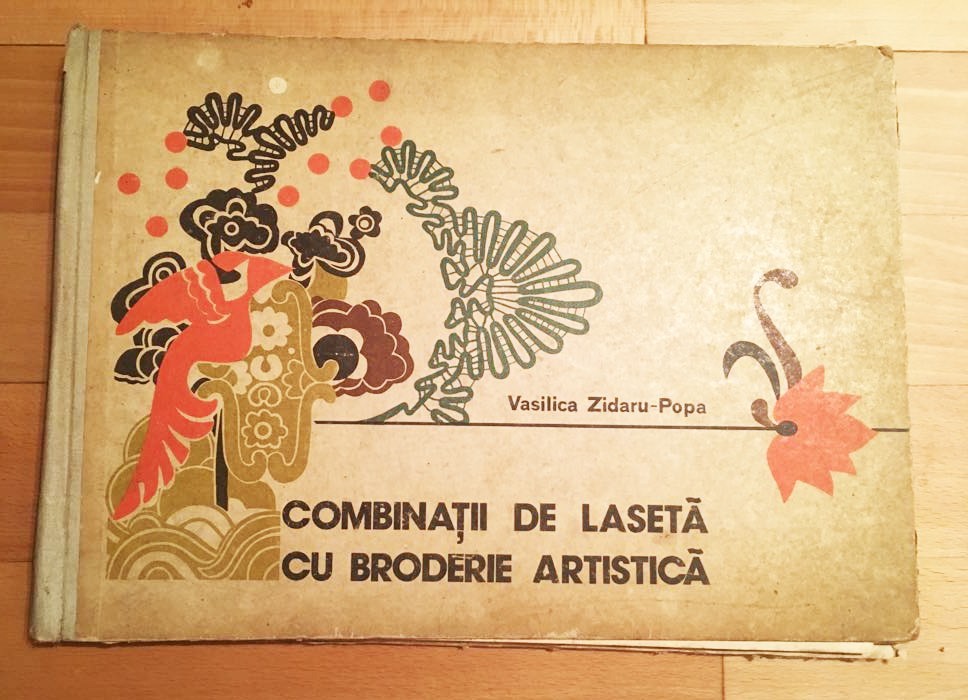 Vasilica Zidaru-Popa
COMBINAȚII DE LASETĂ
CU BRODERIE ARTISTICĂ